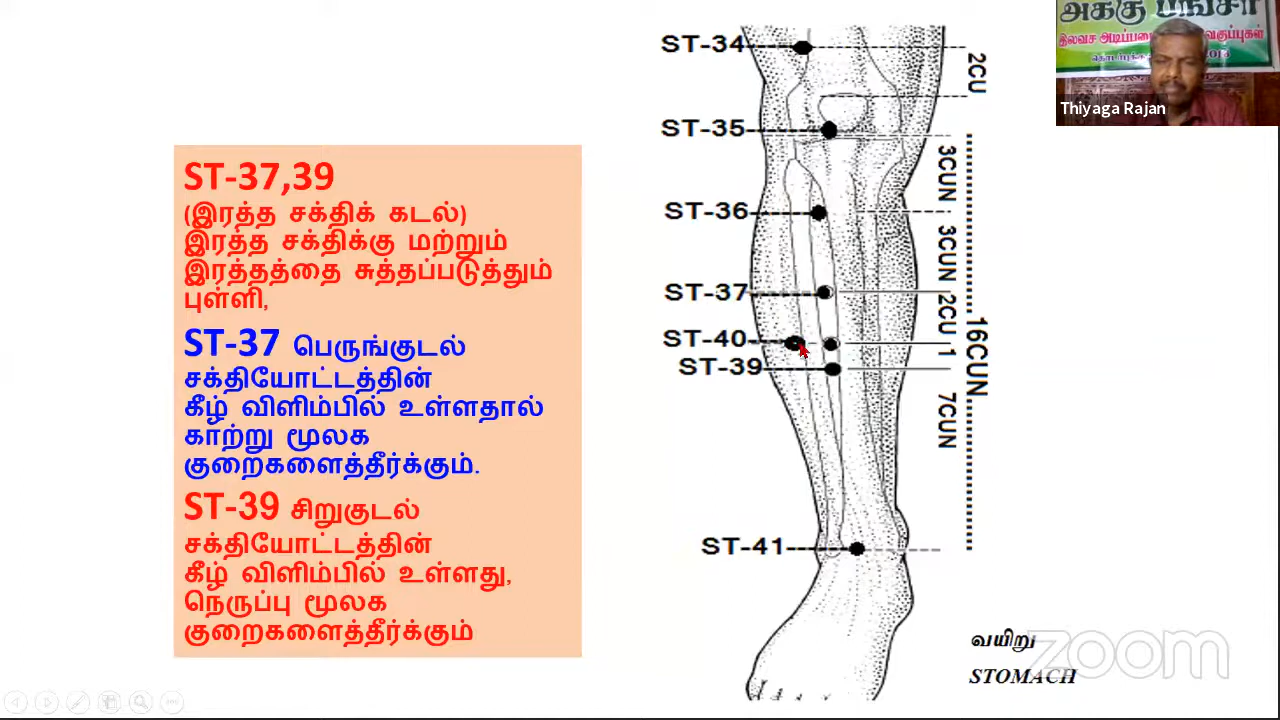 ST-37,39
(இரத்த சக்திக் கடல்)
இரத்த சக்திக்கு மற்றும்
இரத்தத்தை சுத்தப்படுத்தும்
புள்ளி,
ST-37 பெருங்குடல்
சக்தியோட்டத்தின்
கீழ் விளிம்பில் உள்ளதால்
காற்று மூலக
குறைகளைத்தீர்க்கும்.
ST-39 சிறுகுடல்
சக்தியோட்டத்தின்
கீழ் விளிம்பில் உள்ளது,
நெருப்பு மூலக
குறைகளைத்தீர்க்கும்
ST-34
ST-35
ST-36
ST-37
ST-40
ST-39
ST-41
2CU
3CUN
3CUN
2CU
1
7CUN
16CUN
வயிறு
STOMACH
zoom
அக்கு பஙசர
Thiyaga Rajan